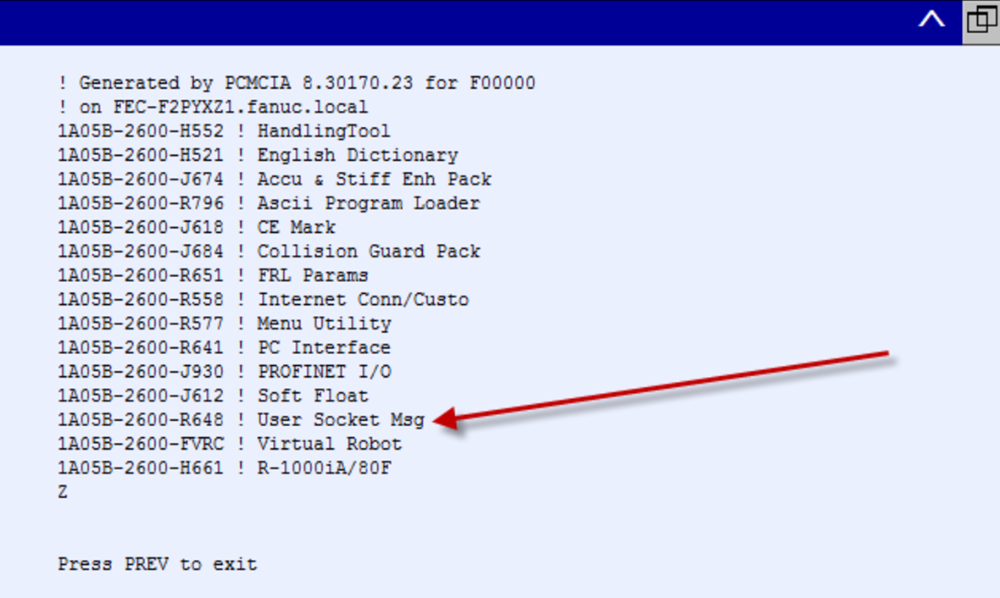 ! Generated by PCMCIA 8.30170.23 for F00000
! on FEC-F2PYXZ1.fanuc.local
1A05B-2600-H552 ! HandlingTool
1A05B-2600-H521 ! English Dictionary
1A05B-2600-J674 ! Accu & Stiff Enh Pack
1A05B-2600-R796 ! Ascii Program Loader
1A05B-2600-J618 ! CE Mark
1A05B-2600-J684 ! Collision Guard Pack
1A05B-2600-R651 ! FRL Params
1A05B-2600-R558 ! Internet Conn/Custo
1A05B-2600-R577 ! Menu Utility
1A05B-2600-R641 ! PC Interface
1A05B-2600-J930 ! PROFINET I/O
1A05B-2600-J612 ! Soft Float
1A05B-2600-R648 ! User Socket Msg
1A05B-2600-FVRC ! Virtual Robot
1A05B-2600-H661 ! R-1000iA/80F
Z
Press PREV to exit